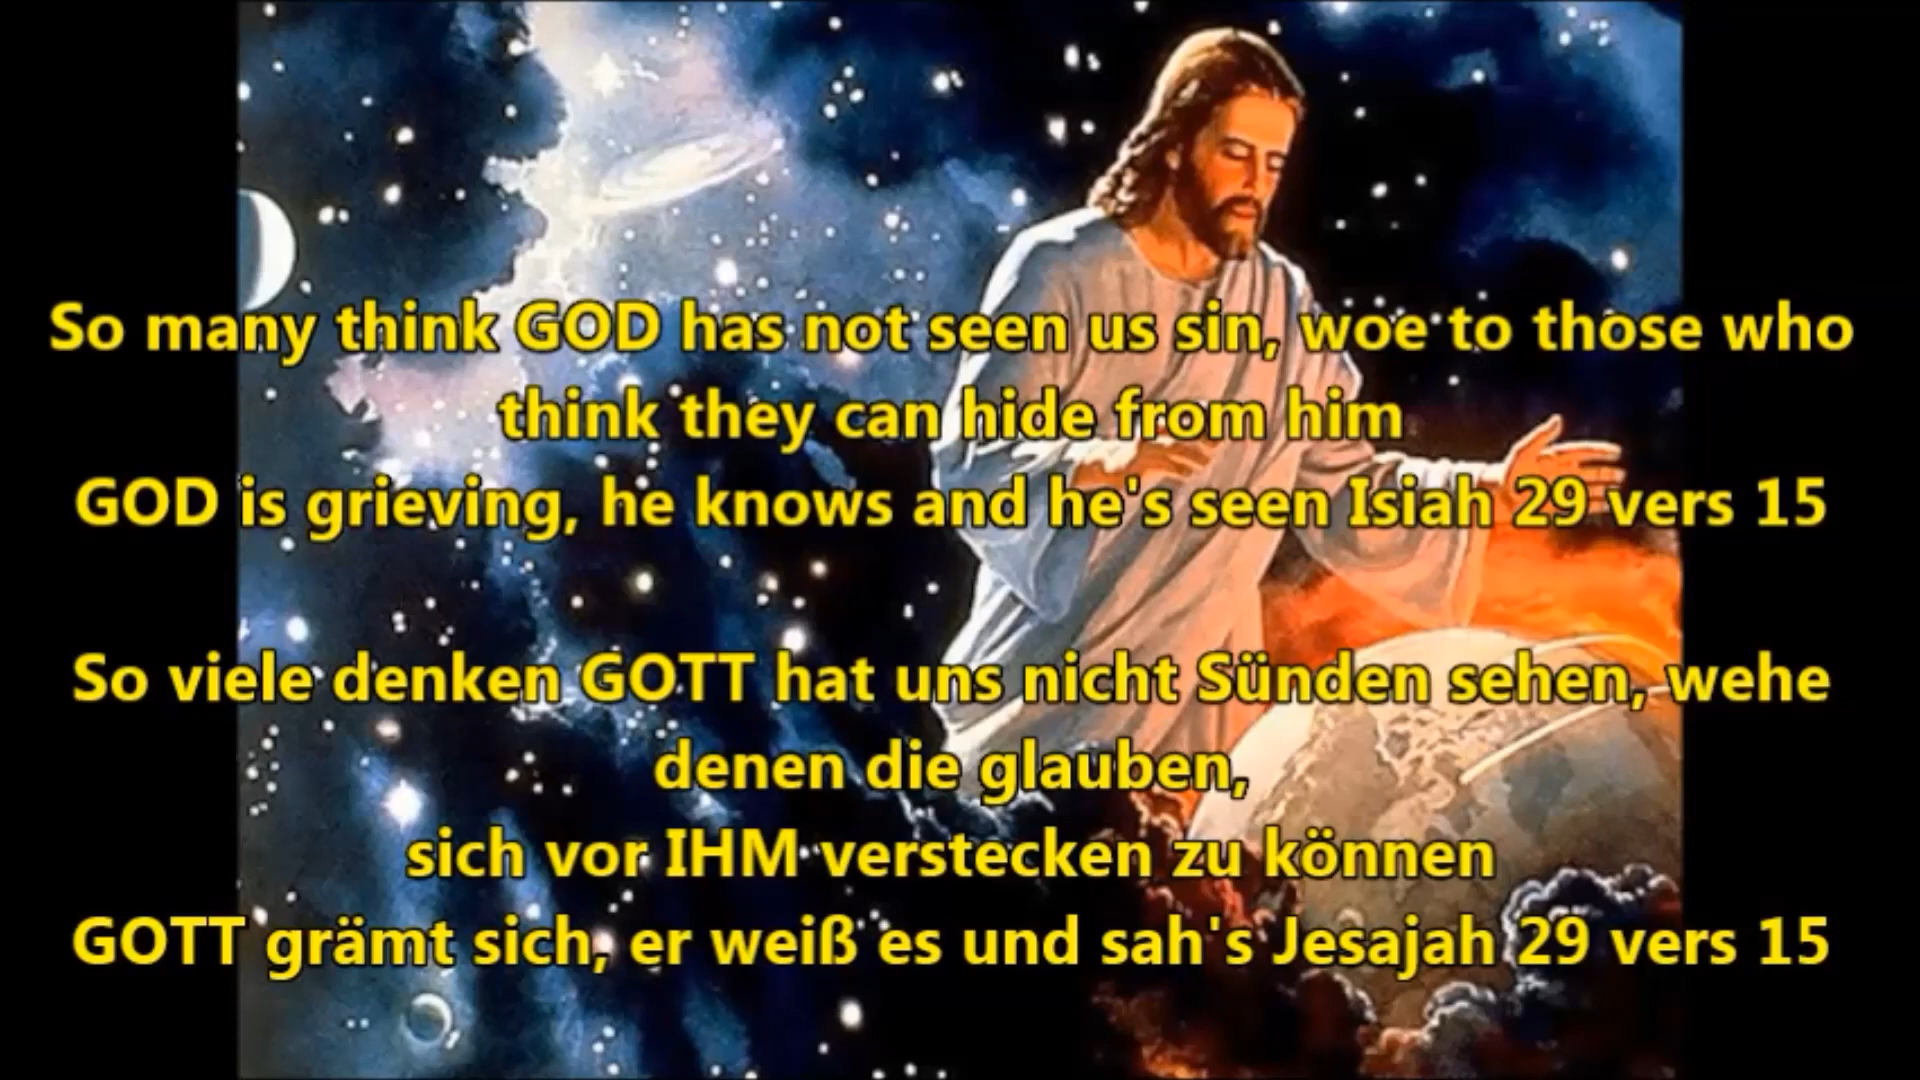 So many think GOD has not seen us sin, woe to those who
think they can hide from him
GOD is grieving, he knows and he's seen Isiah 29 vers 15
So viele denken GOTT hat uns nicht Sünden sehen, wehe
denen die glauben,
sich vor IHM verstecken zu können
GOTT grämt sich, er weiß es und sah's Jesajah 29 vers 15